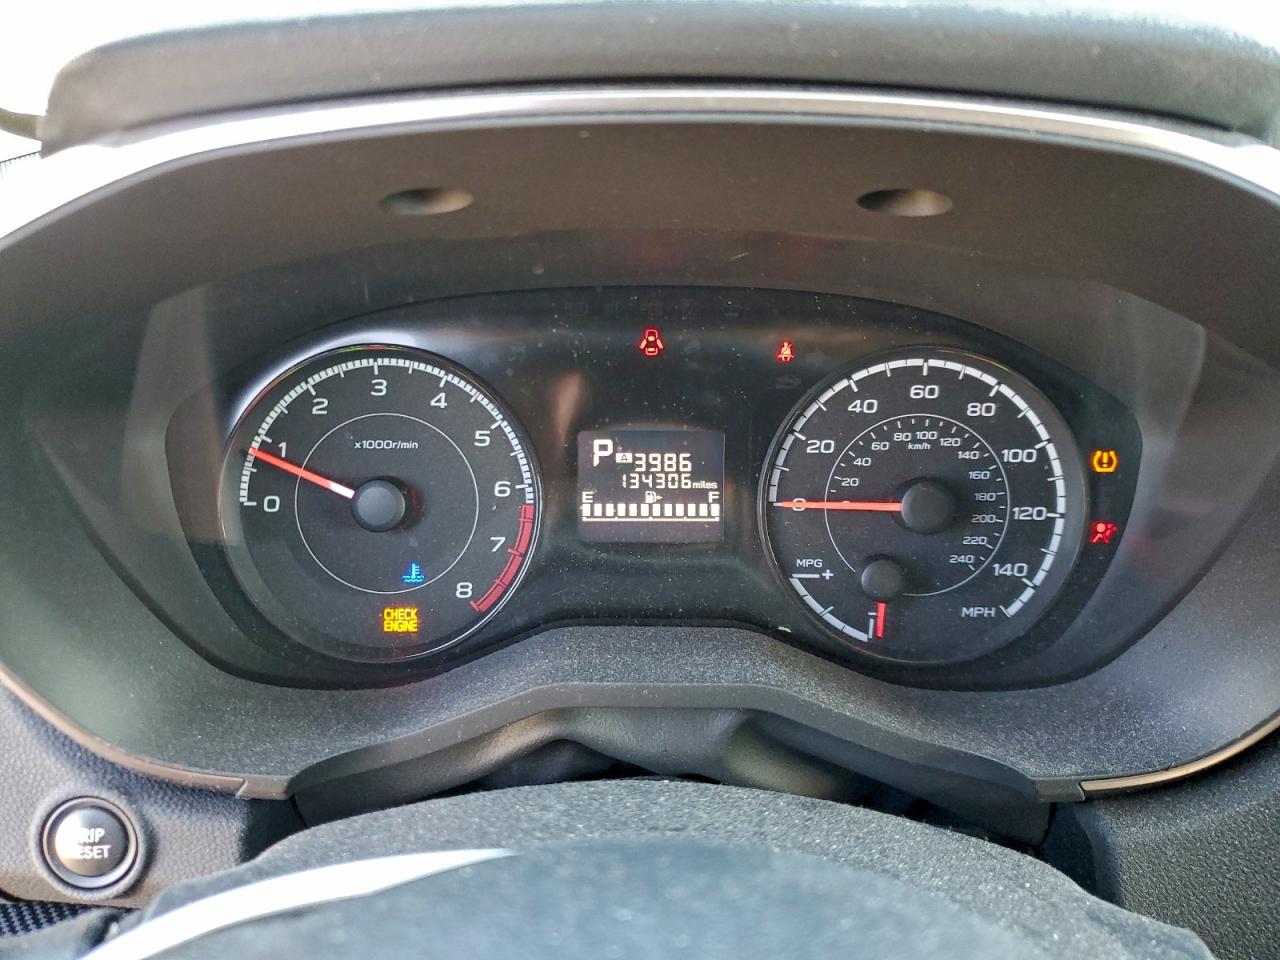 x1000r/min
0
1
2
3
4
5
6
7
8
CHECK
ENGINE
P A 3986
134306 miles
E F
0
20
40
60
80
100
120
140
MPH
20
40
60
80
100
120
140
160
180
200
220
240
km/h
MPG
+
-
TRIP
RESET